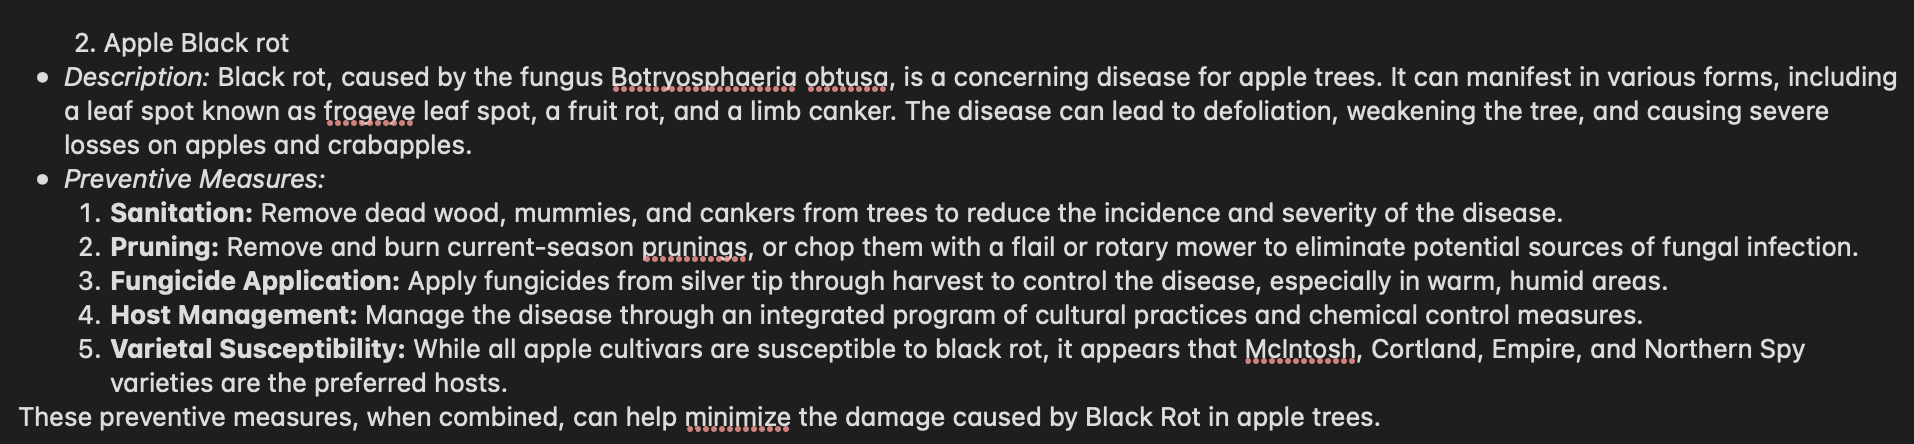 2. Apple Black rot
• Description: Black rot, caused by the fungus Botryosphaeria obtusa, is a concerning disease for apple trees. It can manifest in various forms, including
a leaf spot known as frogeye leaf spot, a fruit rot, and a limb canker. The disease can lead to defoliation, weakening the tree, and causing severe
losses on apples and crabapples.
• Preventive Measures:
1. Sanitation: Remove dead wood, mummies, and cankers from trees to reduce the incidence and severity of the disease.
2. Pruning: Remove and burn current-season prunings, or chop them with a flail or rotary mower to eliminate potential sources of fungal infection.
3. Fungicide Application: Apply fungicides from silver tip through harvest to control the disease, especially in warm, humid areas.
4. Host Management: Manage the disease through an integrated program of cultural practices and chemical control measures.
5. Varietal Susceptibility: While all apple cultivars are susceptible to black rot, it appears that McIntosh, Cortland, Empire, and Northern Spy
varieties are the preferred hosts.
These preventive measures, when combined, can help minimize the damage caused by Black Rot in apple trees.